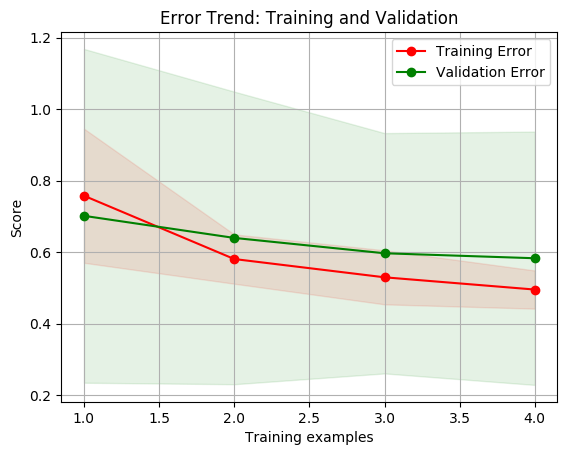 Error Trend: Training and Validation
Training Error
Validation Error
1.2
1.0
0.8
0.6
0.4
0.2
Score
1.0
1.5
2.0
2.5
3.0
3.5
4.0
Training examples